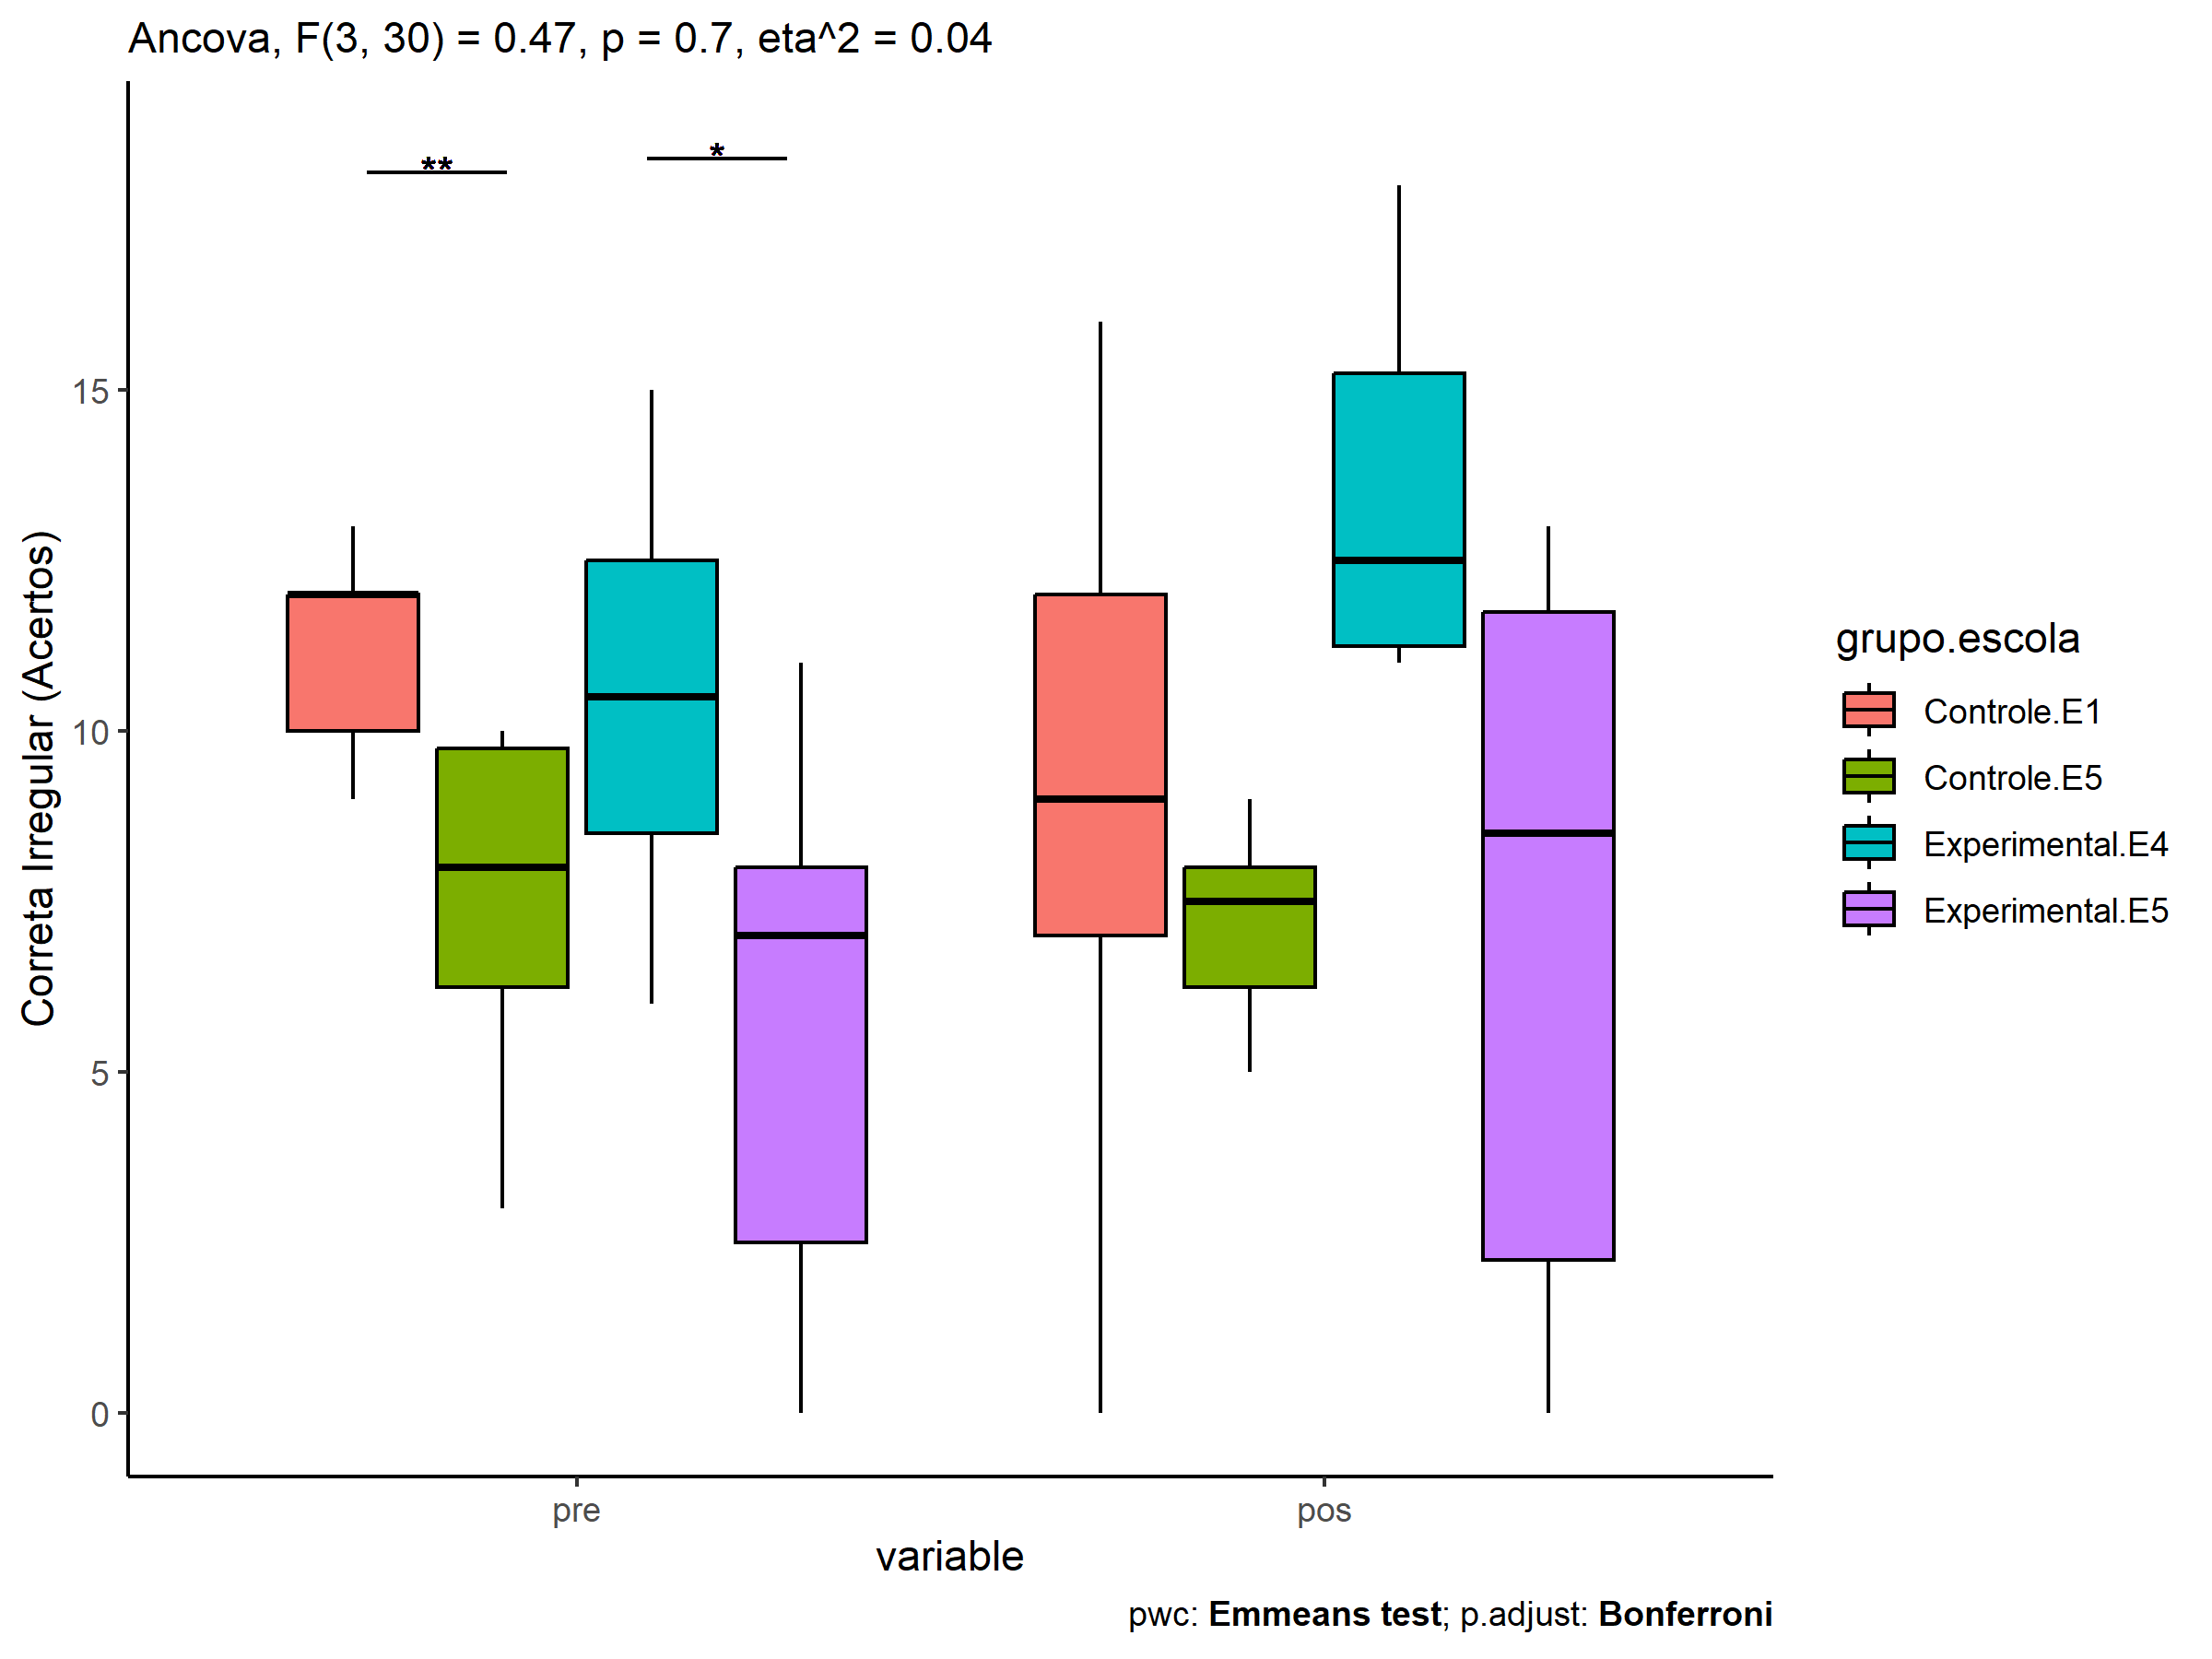 Ancova, F(3, 30) = 0.47, p = 0.7, eta^2 = 0.04
**
*
Correta Irregular (Acertos)
15
10
5
0
pre
pos
variable
grupo.escola
Controle.E1
Controle.E5
Experimental.E4
Experimental.E5
pwc: Emmeans test; p.adjust: Bonferroni